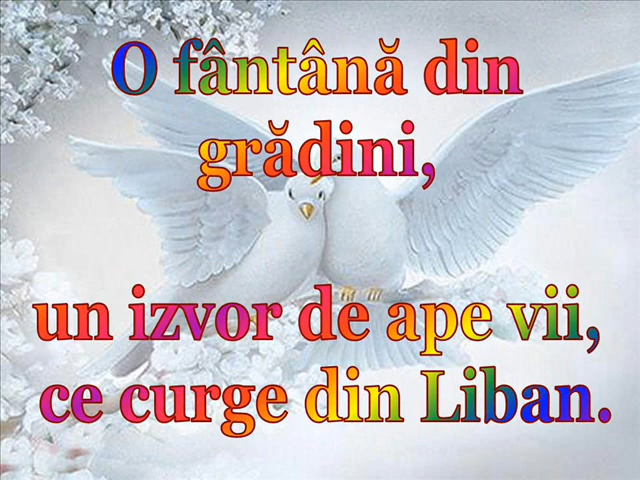 O fântână din
grădini,
un izvor de ape vii,
ce curge din Liban.